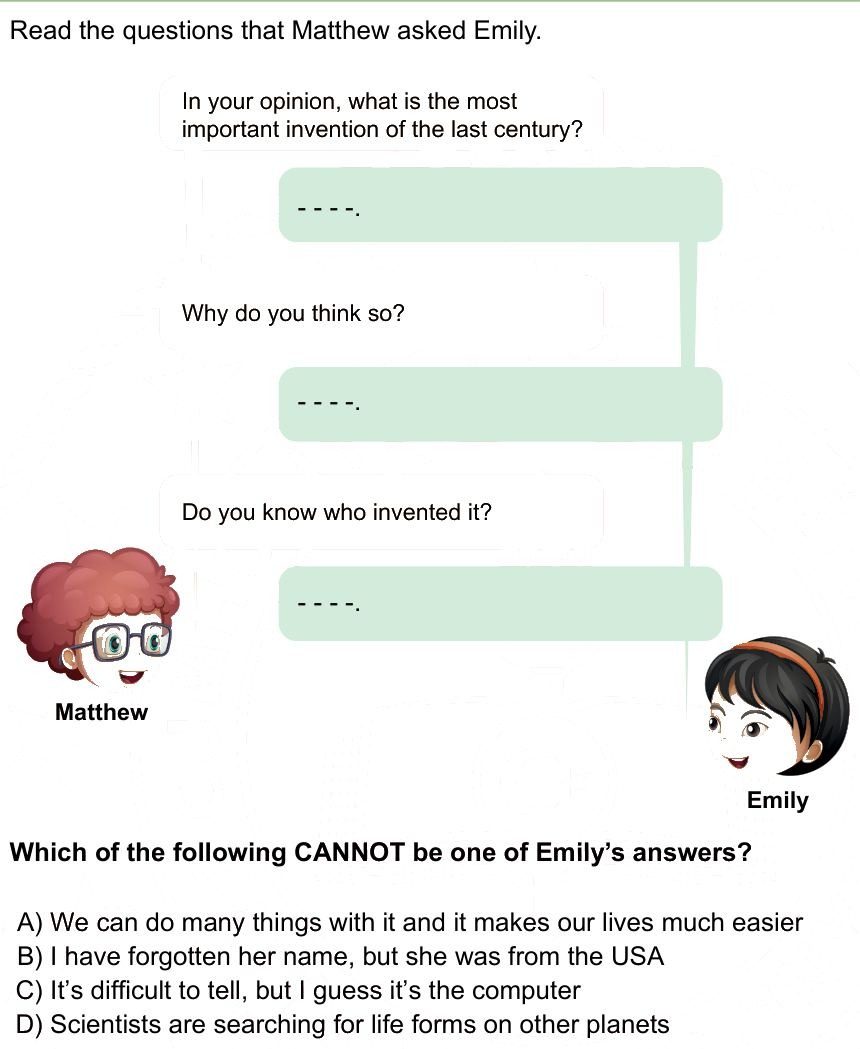 Read the questions that Matthew asked Emily.
In your opinion, what is the most
important invention of the last century?
- - - -.
Why do you think so?
- - - -.
Do you know who invented it?
- - - -.
Matthew
Emily
Which of the following CANNOT be one of Emily’s answers?
A) We can do many things with it and it makes our lives much easier
B) I have forgotten her name, but she was from the USA
C) It’s difficult to tell, but I guess it’s the computer
D) Scientists are searching for life forms on other planets